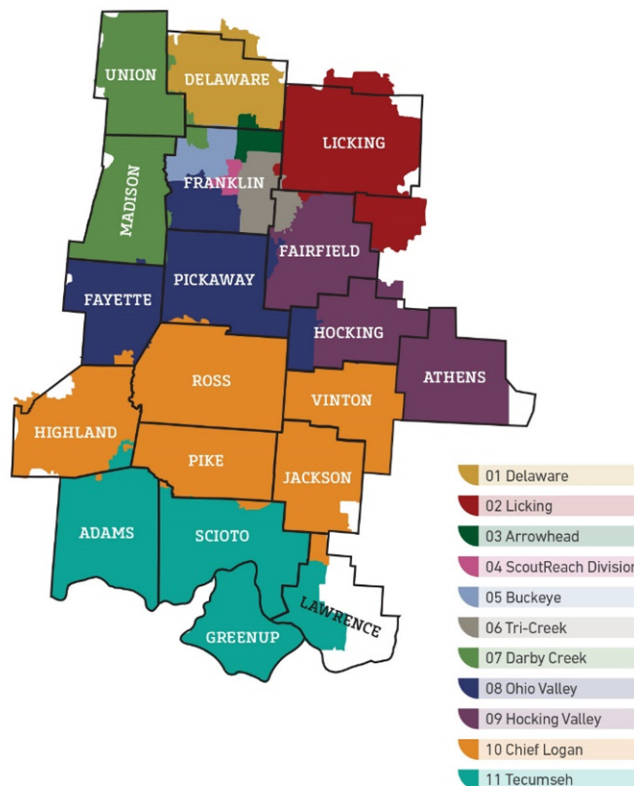 UNION
DELAWARE
LICKING
MADISON
FRANKLIN
FAIRFIELD
PICKAWAY
FAYETTE
HOCKING
ATHENS
ROSS
VINTON
HIGHLAND
PIKE
JACKSON
ADAMS
SCIOTO
LAWRENCE
GREENUP
01 Delaware
02 Licking
03 Arrowhead
04 ScoutReach Division
05 Buckeye
06 Tri-Creek
07 Darby Creek
08 Ohio Valley
09 Hocking Valley
10 Chief Logan
11 Tecumseh